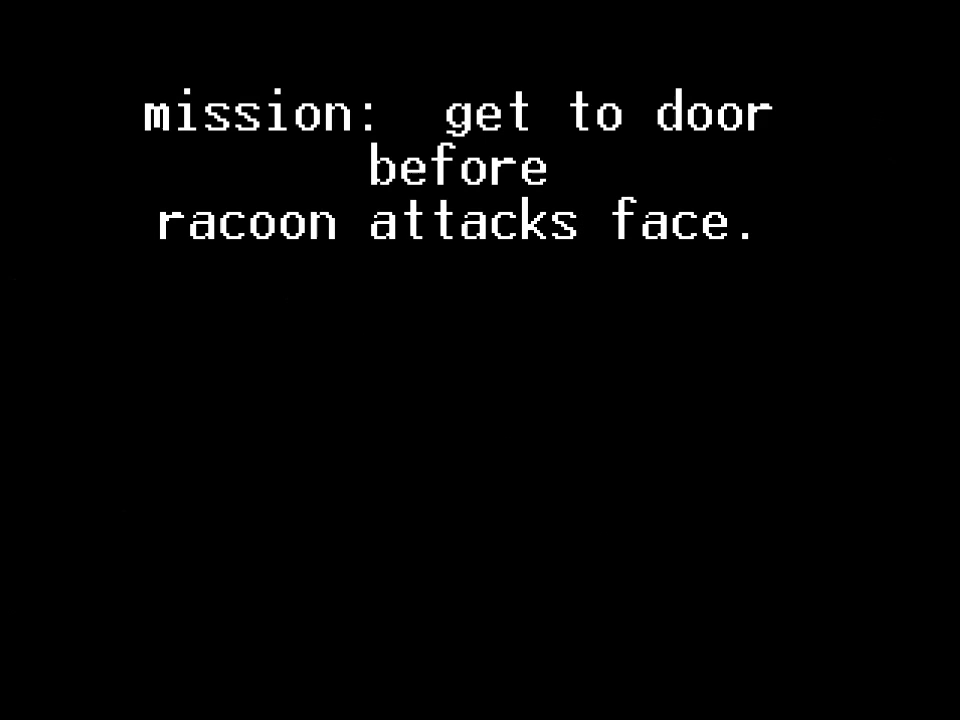 mission:  get to door
before
racoon attacks face.